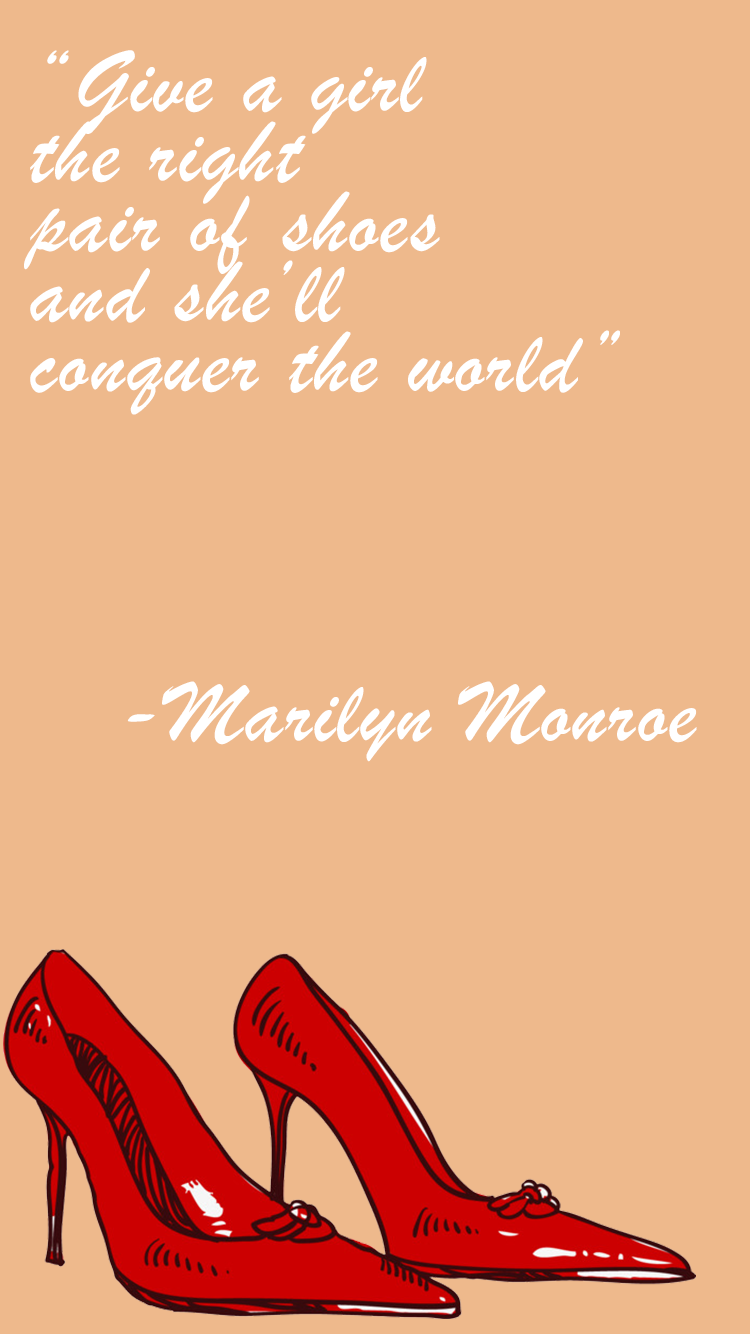 “Give a girl
the right
pair of shoes
and she’ll
conquer the world”
-Marilyn Monroe